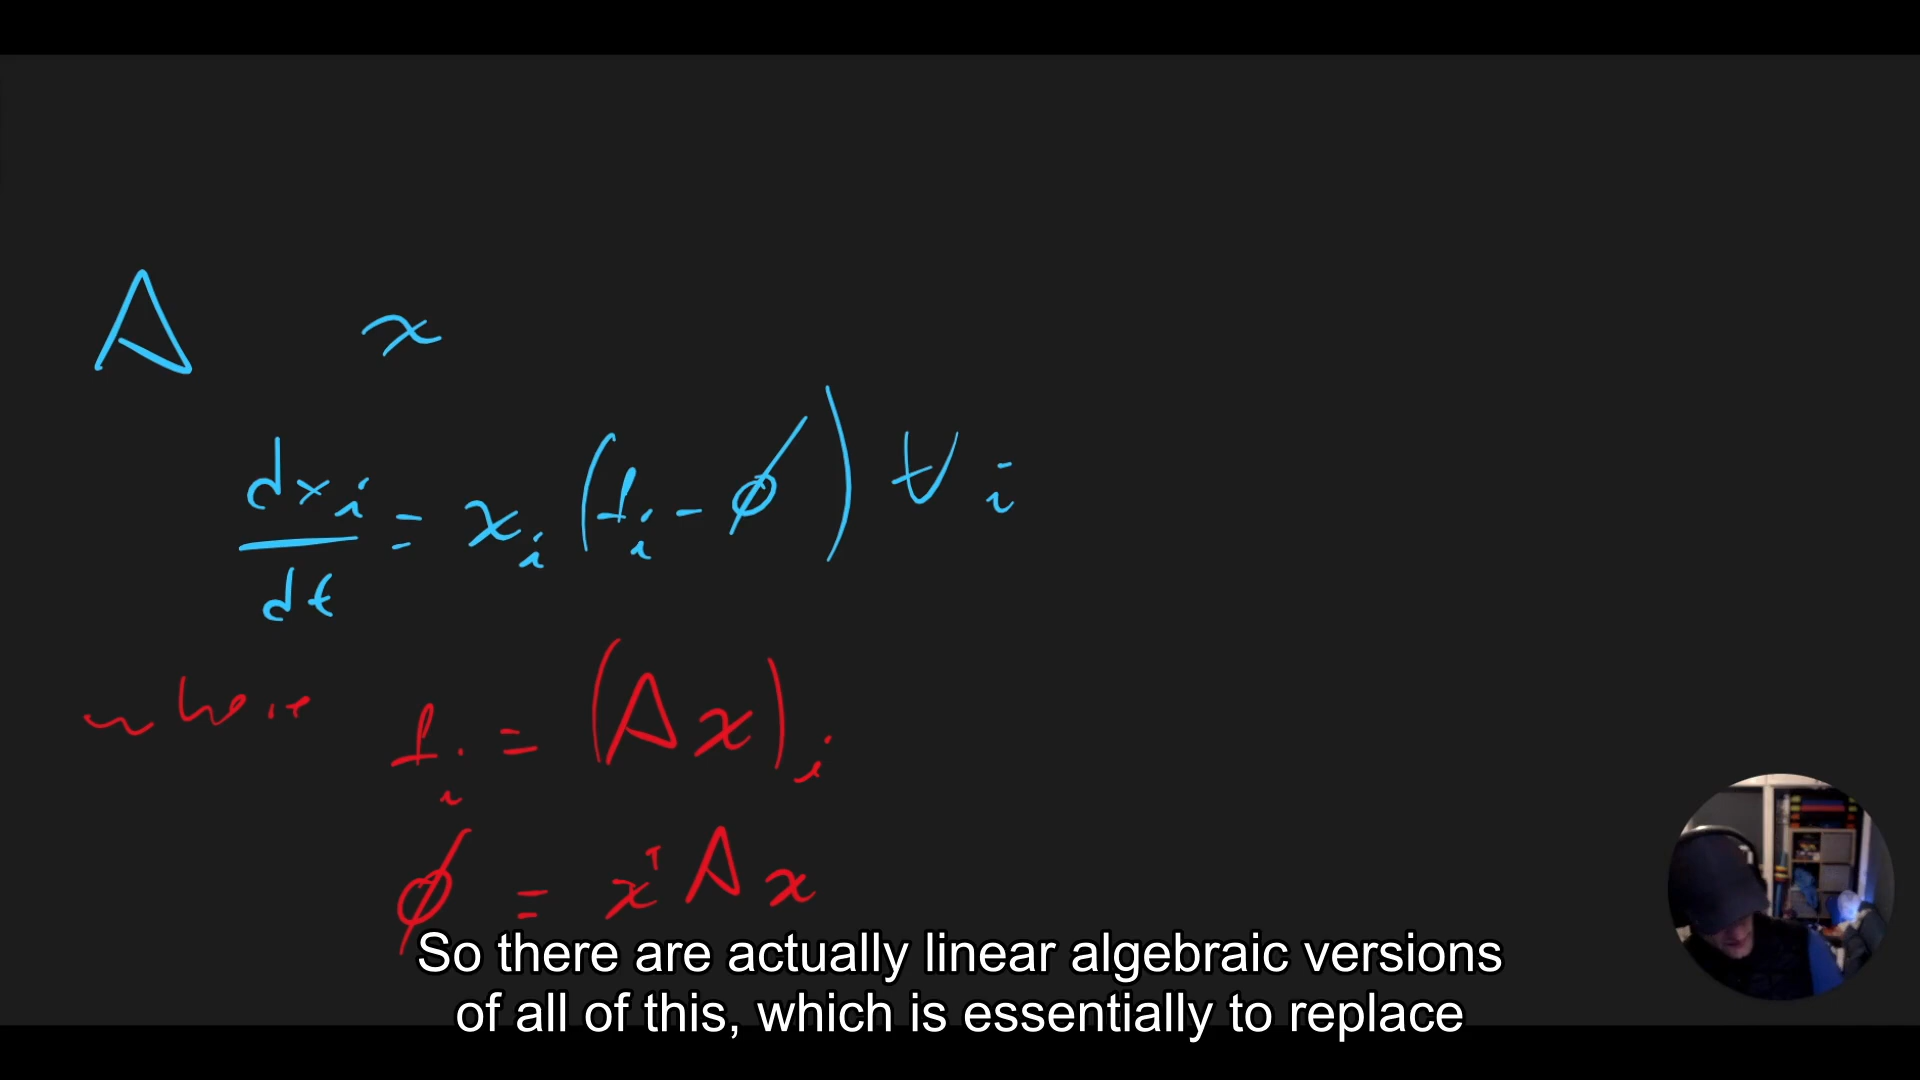 A x
dx_i/dt = x_i (f_i - ϕ) ∀ i
where f_i = (Ax)_i
ϕ = x^T A x
So there are actually linear algebraic versions
of all of this, which is essentially to replace